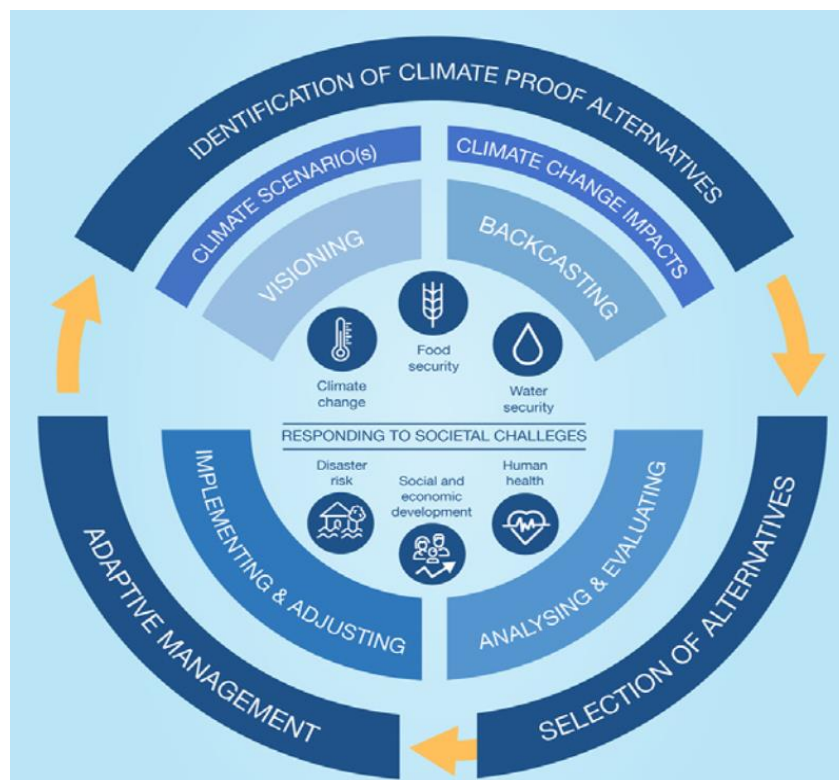 IDENTIFICATION OF CLIMATE PROOF ALTERNATIVES
CLIMATE SCENARIO(s)
CLIMATE CHANGE IMPACTS
VISIONING
BACKCASTING
Climate
change
Food
security
Water
security
RESPONDING TO SOCIETAL CHALLEGES
Disaster
risk
Social and
economic
development
Human
health
IMPLEMENTING & ADJUSTING
ANALYSING & EVALUATING
ADAPTIVE MANAGEMENT
SELECTION OF ALTERNATIVES